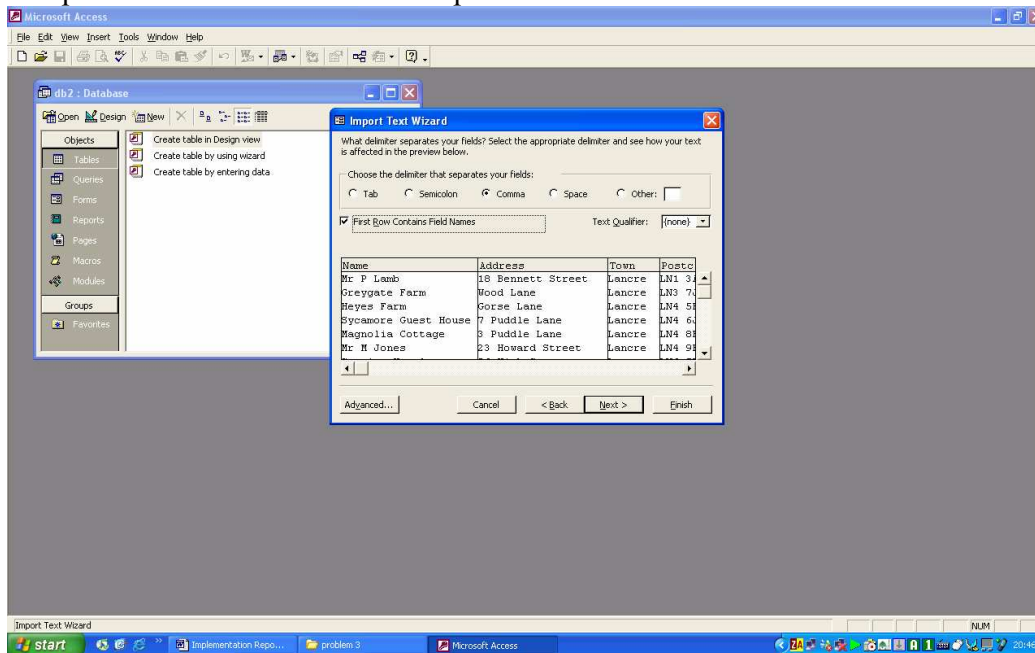 Microsoft Access
File Edit View Insert Tools Window Help
db2 : Database
Open Design New
Objects
Tables
Queries
Forms
Reports
Pages
Macros
Modules
Groups
Favorites
Create table in Design view
Create table by using wizard
Create table by entering data
Import Text Wizard
What delimiter separates your fields? Select the appropriate delimiter and see how your text
is affected in the preview below.
Choose the delimiter that separates your fields:
Tab Semicolon Comma Space Other:
First Row Contains Field Names Text Qualifier: {none}
Name Address Town Postc
Mr P Lamb 18 Bennett Street Lancre LN1
Greygate Farm Wood Lane Lancre LN3
Heyes Farm Gorse Lane Lancre LN4
Sycamore Guest House 7 Puddle Lane Lancre LN4
Magnolia Cottage 3 Puddle Lane Lancre LN4
Mr M Jones 23 Howard Street Lancre LN4
Advanced... Cancel < Back Next > Finish
Import Text Wizard NUM
start Implementation Repo... problem 3 Microsoft Access